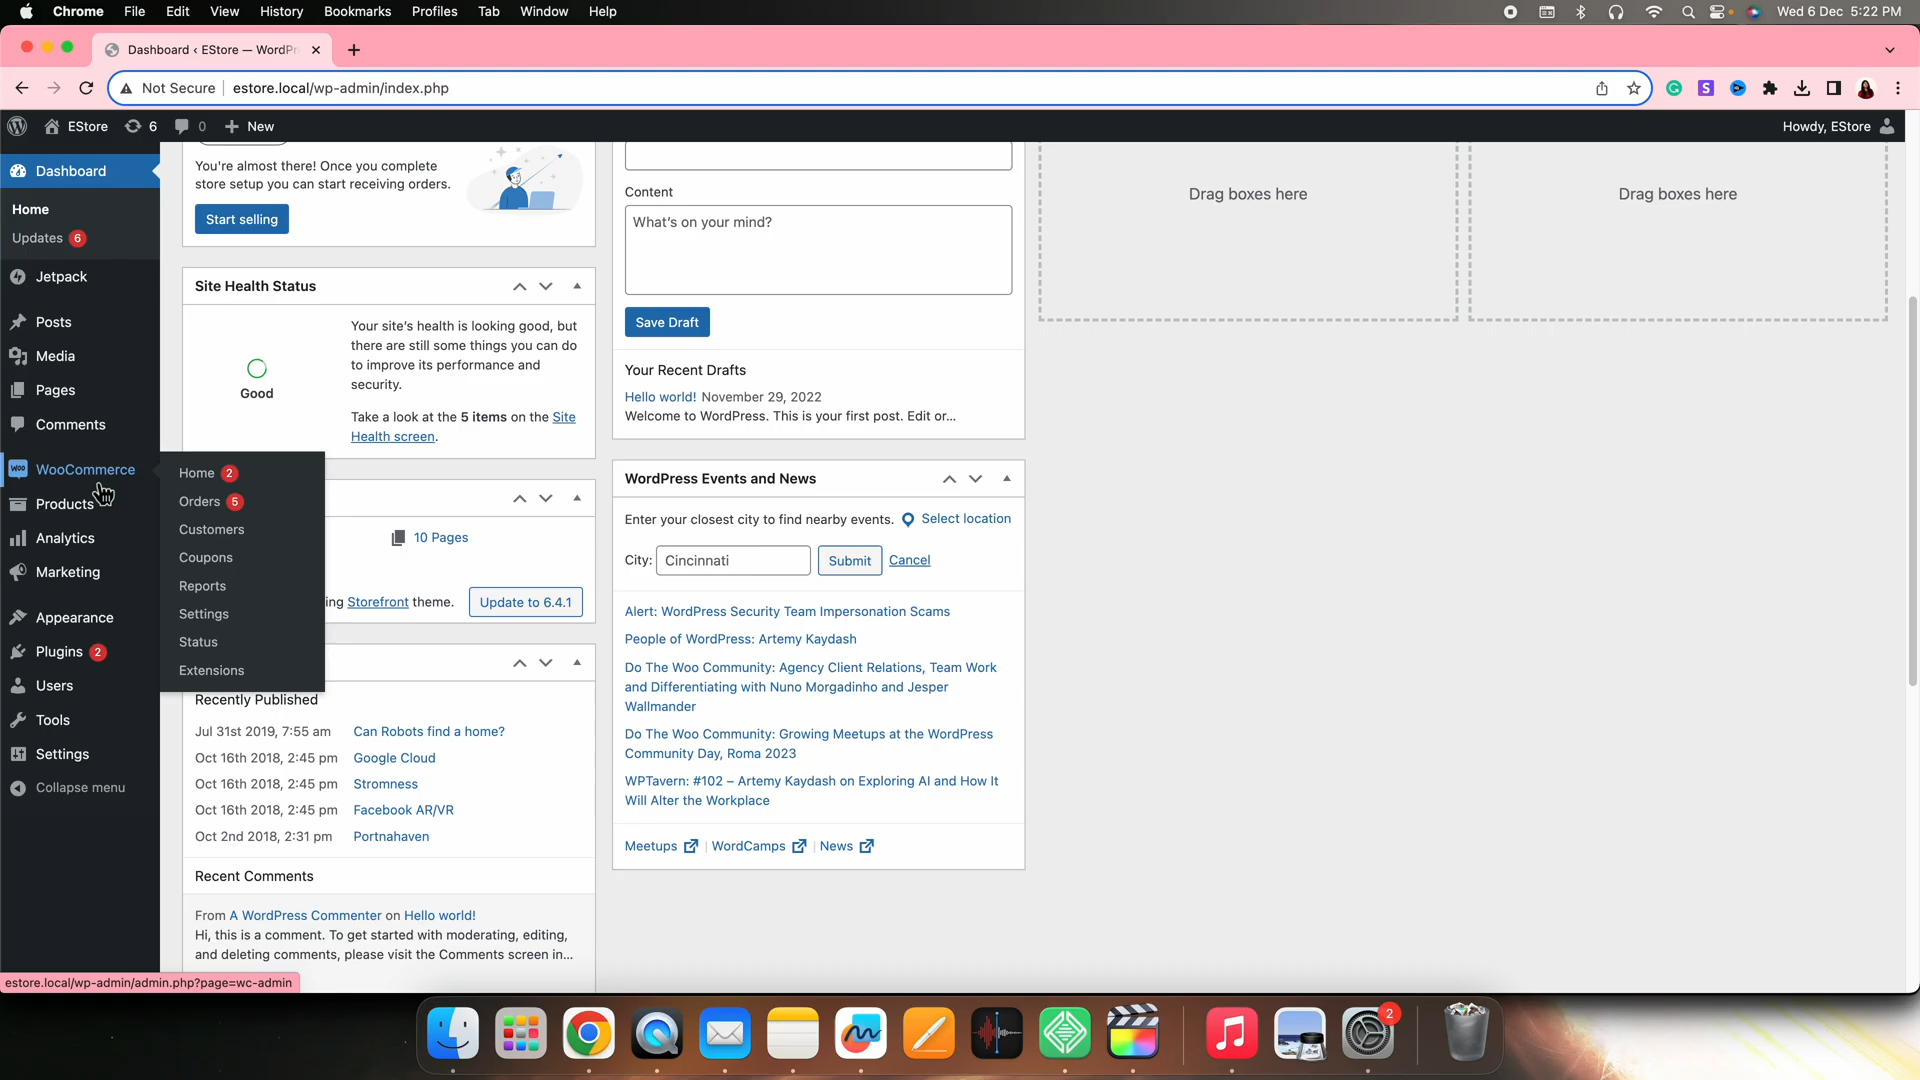 Chrome File Edit View History Bookmarks Profiles Tab Window Help
Wed 6 Dec 5:22 PM
Dashboard ‹ EStore — WordPr
Not Secure estore.local/wp-admin/index.php
EStore 6 0 New
Howdy, EStore
Dashboard
Home
Updates 6
Jetpack
Posts
Media
Pages
Comments
WooCommerce
Products
Analytics
Marketing
Appearance
Plugins 2
Users
Tools
Settings
Collapse menu
Home 2
Orders 5
Customers
Coupons
Reports
Settings
Status
Extensions
You're almost there! Once you complete
store setup you can start receiving orders.
Start selling
Site Health Status
Good
Your site's health is looking good, but
there are still some things you can do
to improve its performance and
security.
Take a look at the 5 items on the Site
Health screen.
10 Pages
ing Storefront theme.
Update to 6.4.1
Recently Published
Jul 31st 2019, 7:55 am Can Robots find a home?
Oct 16th 2018, 2:45 pm Google Cloud
Oct 16th 2018, 2:45 pm Stromness
Oct 16th 2018, 2:45 pm Facebook AR/VR
Oct 2nd 2018, 2:31 pm Portnahaven
Recent Comments
From A WordPress Commenter on Hello world!
Hi, this is a comment. To get started with moderating, editing,
and deleting comments, please visit the Comments screen in...
Content
What's on your mind?
Save Draft
Your Recent Drafts
Hello world! November 29, 2022
Welcome to WordPress. This is your first post. Edit or...
WordPress Events and News
Enter your closest city to find nearby events. Select location
City: Cincinnati Submit Cancel
Alert: WordPress Security Team Impersonation Scams
People of WordPress: Artemy Kaydash
Do The Woo Community: Agency Client Relations, Team Work
and Differentiating with Nuno Morgadinho and Jesper
Wallmander
Do The Woo Community: Growing Meetups at the WordPress
Community Day, Roma 2023
WPTavern: #102 – Artemy Kaydash on Exploring AI and How It
Will Alter the Workplace
Meetups WordCamps News
Drag boxes here
Drag boxes here
estore.local/wp-admin/admin.php?page=wc-admin
2